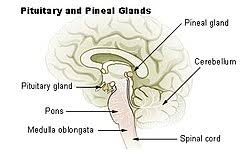 Pituitary and Pineal Glands
Pineal gland
Cerebellum
Pituitary gland
Pons
Medulla oblongata
Spinal cord